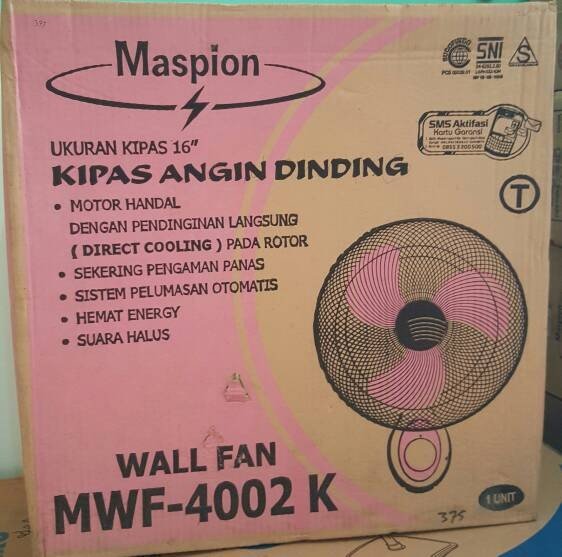 Maspion
SNI
S
SMS Aktifasi
Kartu Garansi
UKURAN KIPAS 16"
KIPAS ANGIN DINDING
T
• MOTOR HANDAL
DENGAN PENDINGINAN LANGSUNG
( DIRECT COOLING ) PADA ROTOR
• SEKERING PENGAMAN PANAS
• SISTEM PELUMASAN OTOMATIS
• HEMAT ENERGY
• SUARA HALUS
WALL FAN
MWF-4002 K
375
1 UNIT